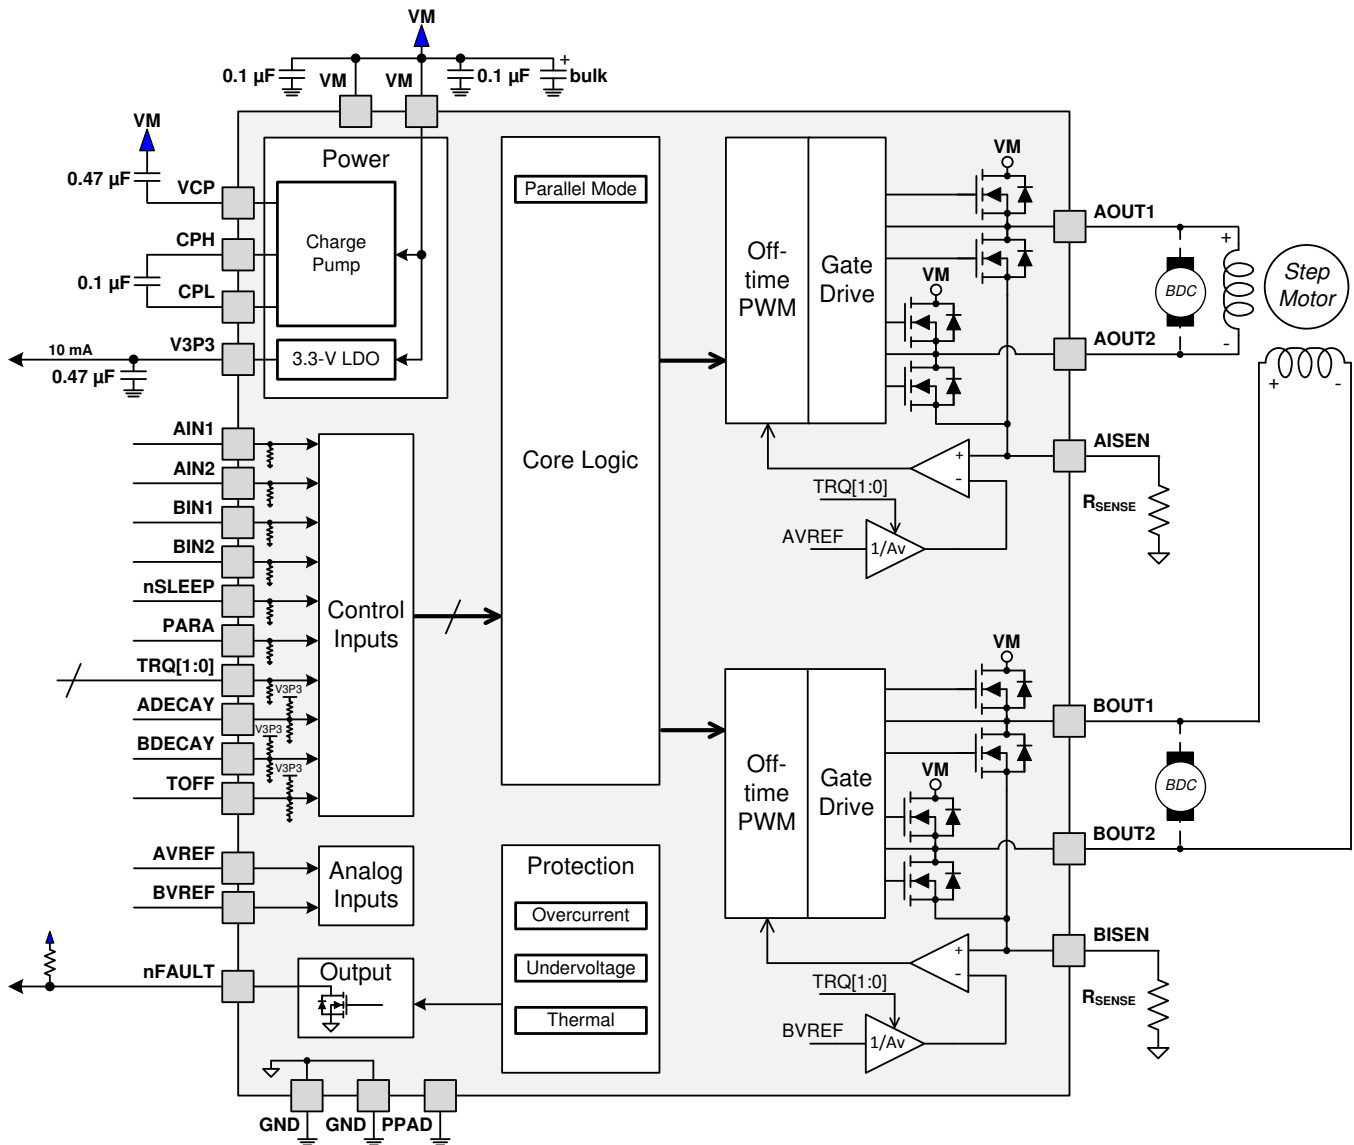 VM
0.1 µF
VM
VM
0.1 µF
+
bulk
VM
0.47 µF
VCP
CPH
0.1 µF
CPL
10 mA
V3P3
0.47 µF
Power
Charge
Pump
3.3-V LDO
AIN1
AIN2
BIN1
BIN2
nSLEEP
PARA
TRQ[1:0]
ADECAY
BDECAY
TOFF
V3P3
V3P3
V3P3
Control
Inputs
AVREF
BVREF
Analog
Inputs
nFAULT
Output
GND
GND
PPAD
Parallel Mode
Core Logic
Protection
Overcurrent
Undervoltage
Thermal
Off-
time
PWM
Gate
Drive
VM
VM
AOUT1
AOUT2
BDC
+
-
Step
Motor
+
-
AISEN
RSENSE
+
-
TRQ[1:0]
AVREF
1/Av
Off-
time
PWM
Gate
Drive
VM
VM
BOUT1
BOUT2
BDC
BISEN
RSENSE
+
-
TRQ[1:0]
BVREF
1/Av